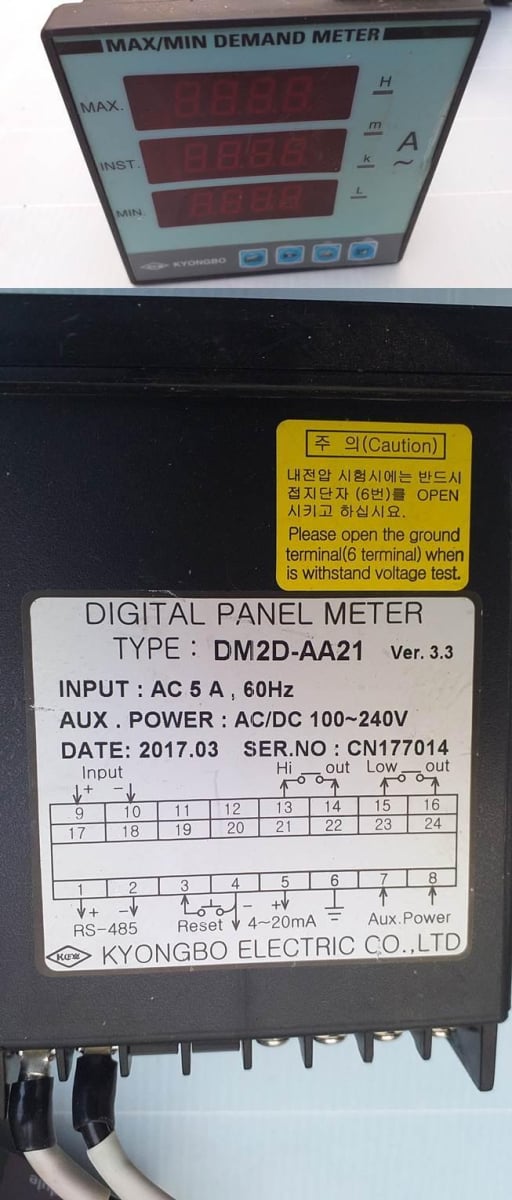 MAX/MIN DEMAND METER
MAX.
H
m
INST.
k
A
~
MIN.
L
KYONGBO
주 의(Caution)
내전압 시험시에는 반드시
접지단자 (6번)를 OPEN
시키고 하십시요.
Please open the ground
terminal(6 terminal) when
is withstand voltage test.
DIGITAL PANEL METER
TYPE : DM2D-AA21 Ver. 3.3
INPUT : AC 5 A , 60Hz
AUX . POWER : AC/DC 100~240V
DATE: 2017.03 SER.NO : CN177014
Input Hi out Low out
+ −
9 10 11 12 13 14 15 16
17 18 19 20 21 22 23 24
1 2 3 4 5 6 7 8
+ − − +
RS-485 Reset 4~20mA Aux.Power
KYONGBO ELECTRIC CO.,LTD